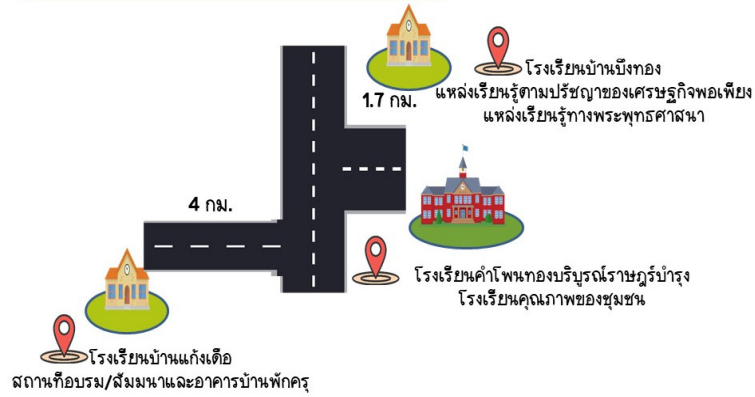 โรงเรียนบ้านบึงทอง
1.7 กม.
แหล่งเรียนรู้ตามปรัชญาของเศรษฐกิจพอเพียง
แหล่งเรียนรู้ทางพระพุทธศาสนา
4 กม.
โรงเรียนคำโพนทองบริบูรณ์ราษฎร์บำรุง
โรงเรียนคุณภาพของชุมชน
โรงเรียนบ้านแก้งเดือ
สถานที่อบรม/สัมมนาและอาคารบ้านพักครุ